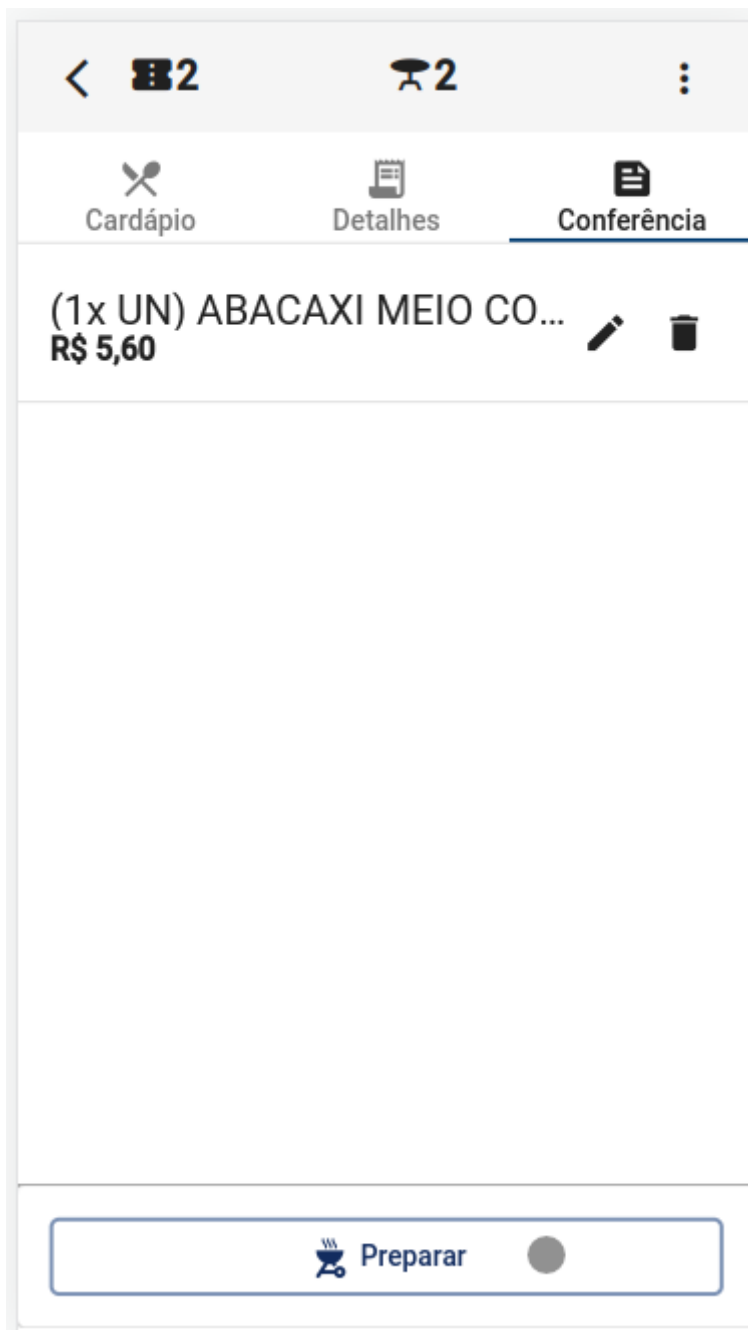 2 2
Cardápio Detalhes Conferência
(1x UN) ABACAXI MEIO CO...
R$ 5,60
Preparar